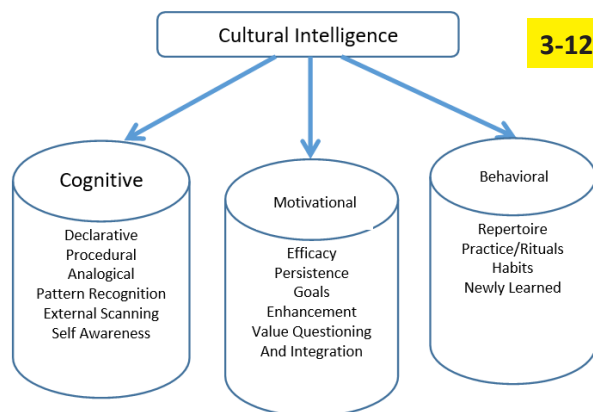 Cultural Intelligence
3-12
Cognitive
Declarative
Procedural
Analogical
Pattern Recognition
External Scanning
Self Awareness
Motivational
Efficacy
Persistence
Goals
Enhancement
Value Questioning
And Integration
Behavioral
Repertoire
Practice/Rituals
Habits
Newly Learned